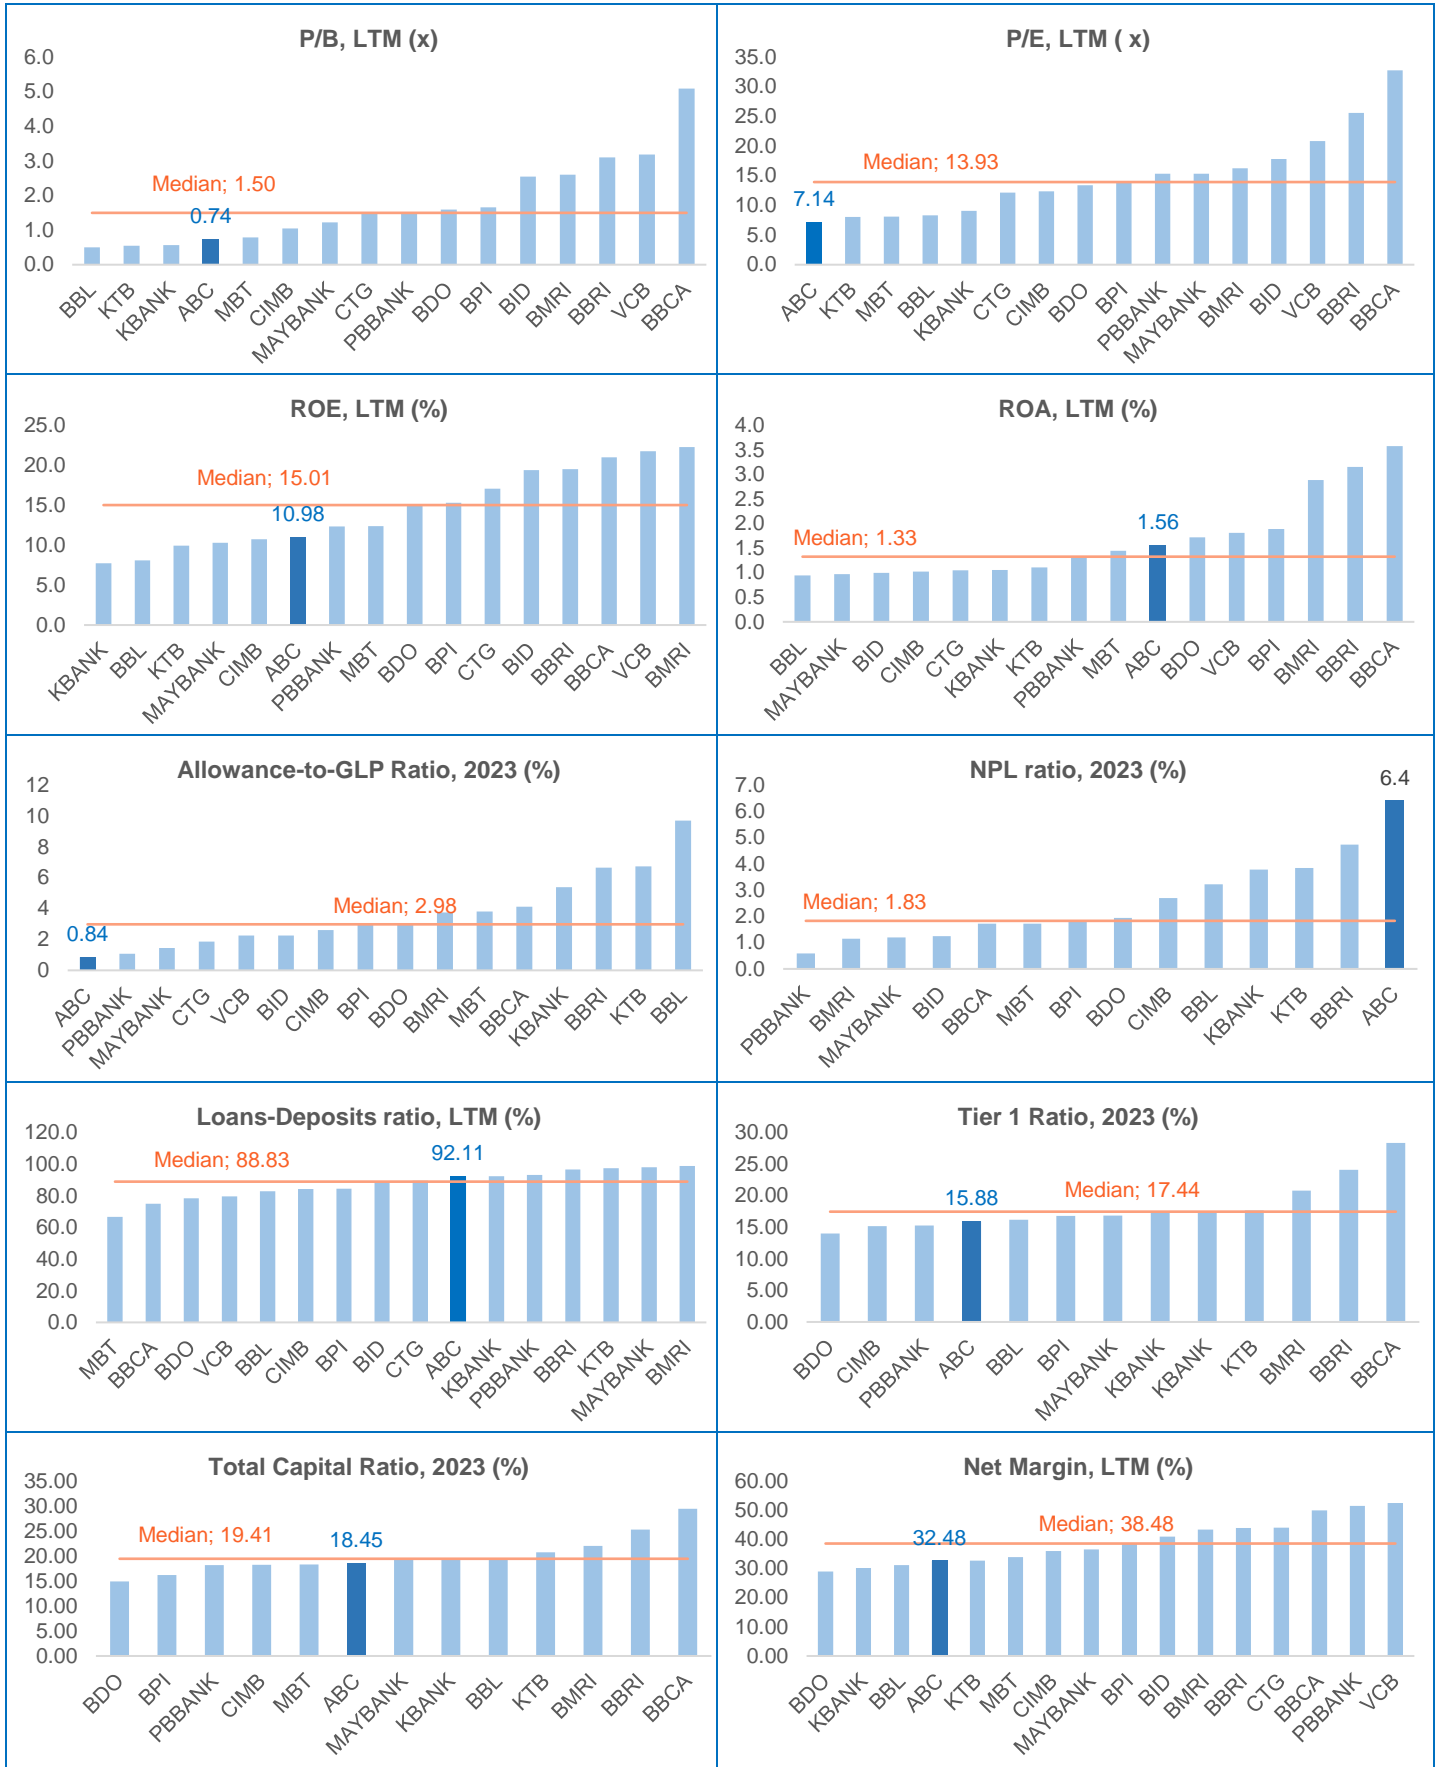 P/B, LTM (x)
6.0
5.0
4.0
3.0
2.0
1.0
0.0
Median; 1.50
0.74
BBL
KTB
KBANK
ABC
MBT
CIMB
MAYBANK
CTG
PBBANK
BDO
BPI
BID
BMRI
BBRI
VCB
BBCA
P/E, LTM ( x)
35.0
30.0
25.0
20.0
15.0
10.0
5.0
0.0
Median; 13.93
7.14
ABC
KTB
MBT
BBL
KBANK
CTG
CIMB
BDO
BPI
PBBANK
MAYBANK
BMRI
BID
VCB
BBRI
BBCA
ROE, LTM (%)
25.0
20.0
15.0
10.0
5.0
0.0
Median; 15.01
10.98
KBANK
BBL
KTB
MAYBANK
CIMB
ABC
PBBANK
MBT
BDO
BPI
CTG
BID
BBRI
BBCA
VCB
BMRI
ROA, LTM (%)
4.0
3.5
3.0
2.5
2.0
1.5
1.0
0.5
0.0
Median; 1.33
1.56
BBL
MAYBANK
BID
CIMB
CTG
KBANK
KTB
PBBANK
MBT
ABC
BDO
VCB
BPI
BMRI
BBRI
BBCA
Allowance-to-GLP Ratio, 2023 (%)
12
10
8
6
4
2
0
Median; 2.98
0.84
ABC
PBBANK
MAYBANK
CTG
VCB
BID
CIMB
BPI
BDO
BMRI
MBT
BBCA
KBANK
BBRI
KTB
BBL
NPL ratio, 2023 (%)
7.0
6.0
5.0
4.0
3.0
2.0
1.0
0.0
Median; 1.83
6.4
PBBANK
BMRI
MAYBANK
BID
BBCA
MBT
BPI
BDO
CIMB
BBL
KBANK
KTB
BBRI
ABC
Loans-Deposits ratio, LTM (%)
120.0
100.0
80.0
60.0
40.0
20.0
0.0
Median; 88.83
92.11
MBT
BBCA
BDO
VCB
BBL
CIMB
BPI
BID
CTG
ABC
KBANK
PBBANK
BBRI
KTB
MAYBANK
BMRI
Tier 1 Ratio, 2023 (%)
30.00
25.00
20.00
15.00
10.00
5.00
0.00
Median; 17.44
15.88
BDO
CIMB
PBBANK
ABC
BBL
BPI
MAYBANK
KBANK
KBANK
KTB
BMRI
BBRI
BBCA
Total Capital Ratio, 2023 (%)
35.00
30.00
25.00
20.00
15.00
10.00
5.00
0.00
Median; 19.41
18.45
BDO
BPI
PBBANK
CIMB
MBT
ABC
MAYBANK
KBANK
BBL
KTB
BMRI
BBRI
BBCA
Net Margin, LTM (%)
60.00
50.00
40.00
30.00
20.00
10.00
0.00
Median; 38.48
32.48
BDO
KBANK
BBL
ABC
KTB
MBT
CIMB
MAYBANK
BPI
BID
BMRI
BBRI
CTG
BBCA
PBBANK
VCB